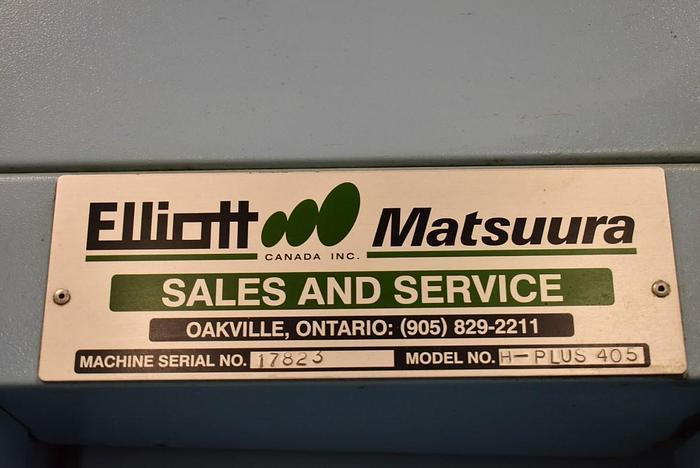 Elliott Matsuura
CANADA INC.
SALES AND SERVICE
OAKVILLE, ONTARIO: (905) 829-2211
MACHINE SERIAL NO. 17823 MODEL NO. H-PLUS 405